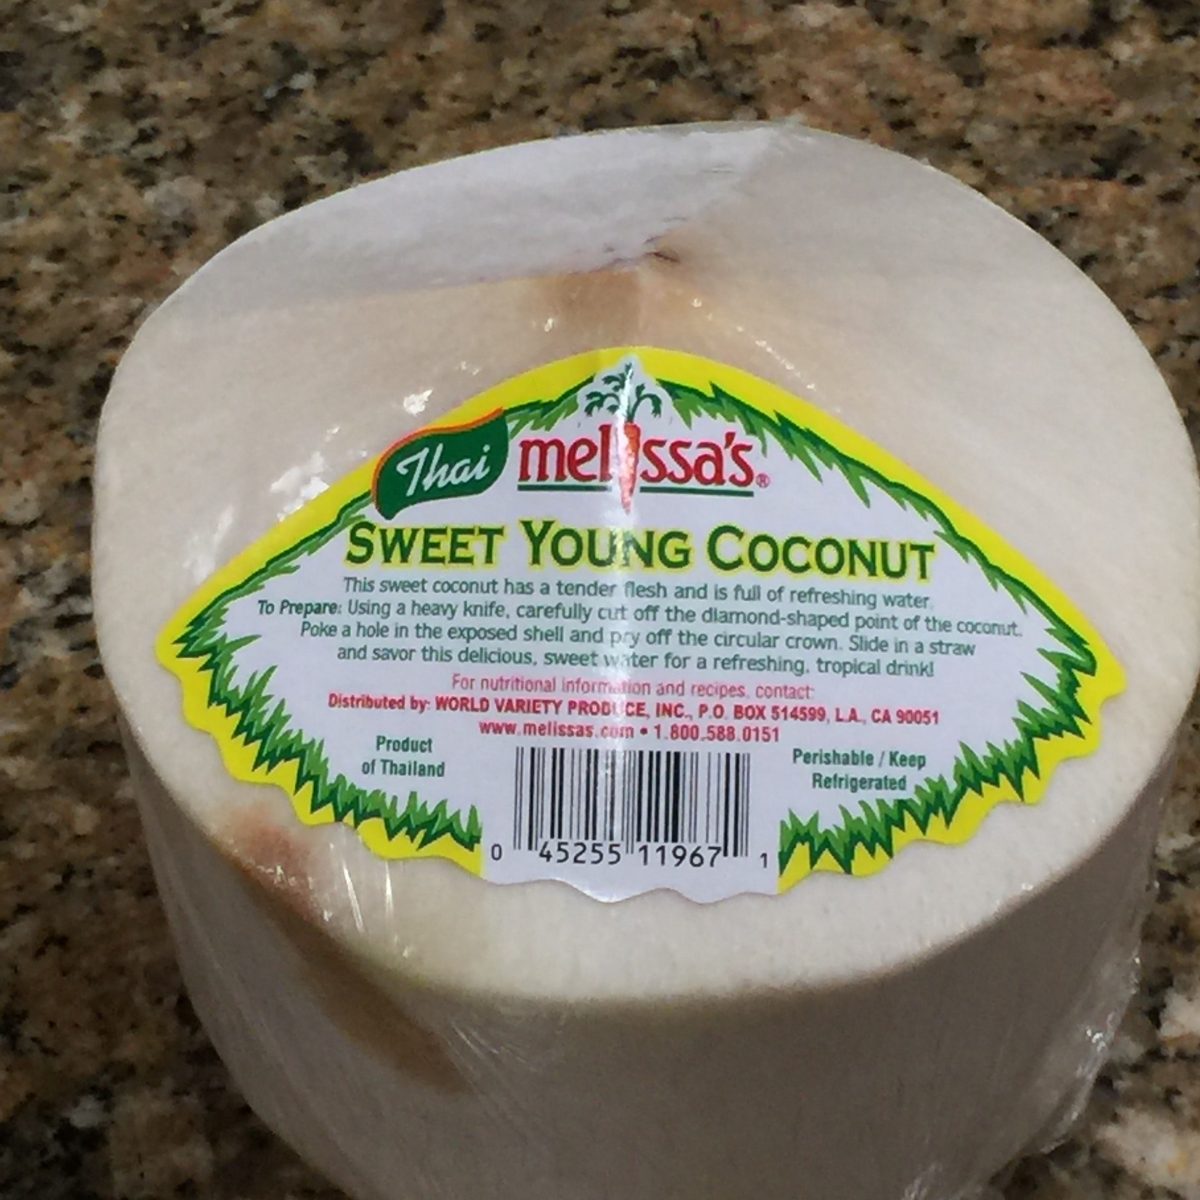 Thai melissa's®
SWEET YOUNG COCONUT
This sweet coconut has a tender flesh and is full of refreshing water.
To Prepare: Using a heavy knife, carefully cut off the diamond-shaped point of the coconut.
Poke a hole in the exposed shell and pry off the circular crown. Slide in a straw
and savor this delicious, sweet water for a refreshing, tropical drink!
For nutritional information and recipes, contact:
Distributed by: WORLD VARIETY PRODUCE, INC., P.O. BOX 514599, L.A., CA 90051
www.melissas.com • 1.800.588.0151
Product
of Thailand
Perishable / Keep
Refrigerated
0 45255 11967 1